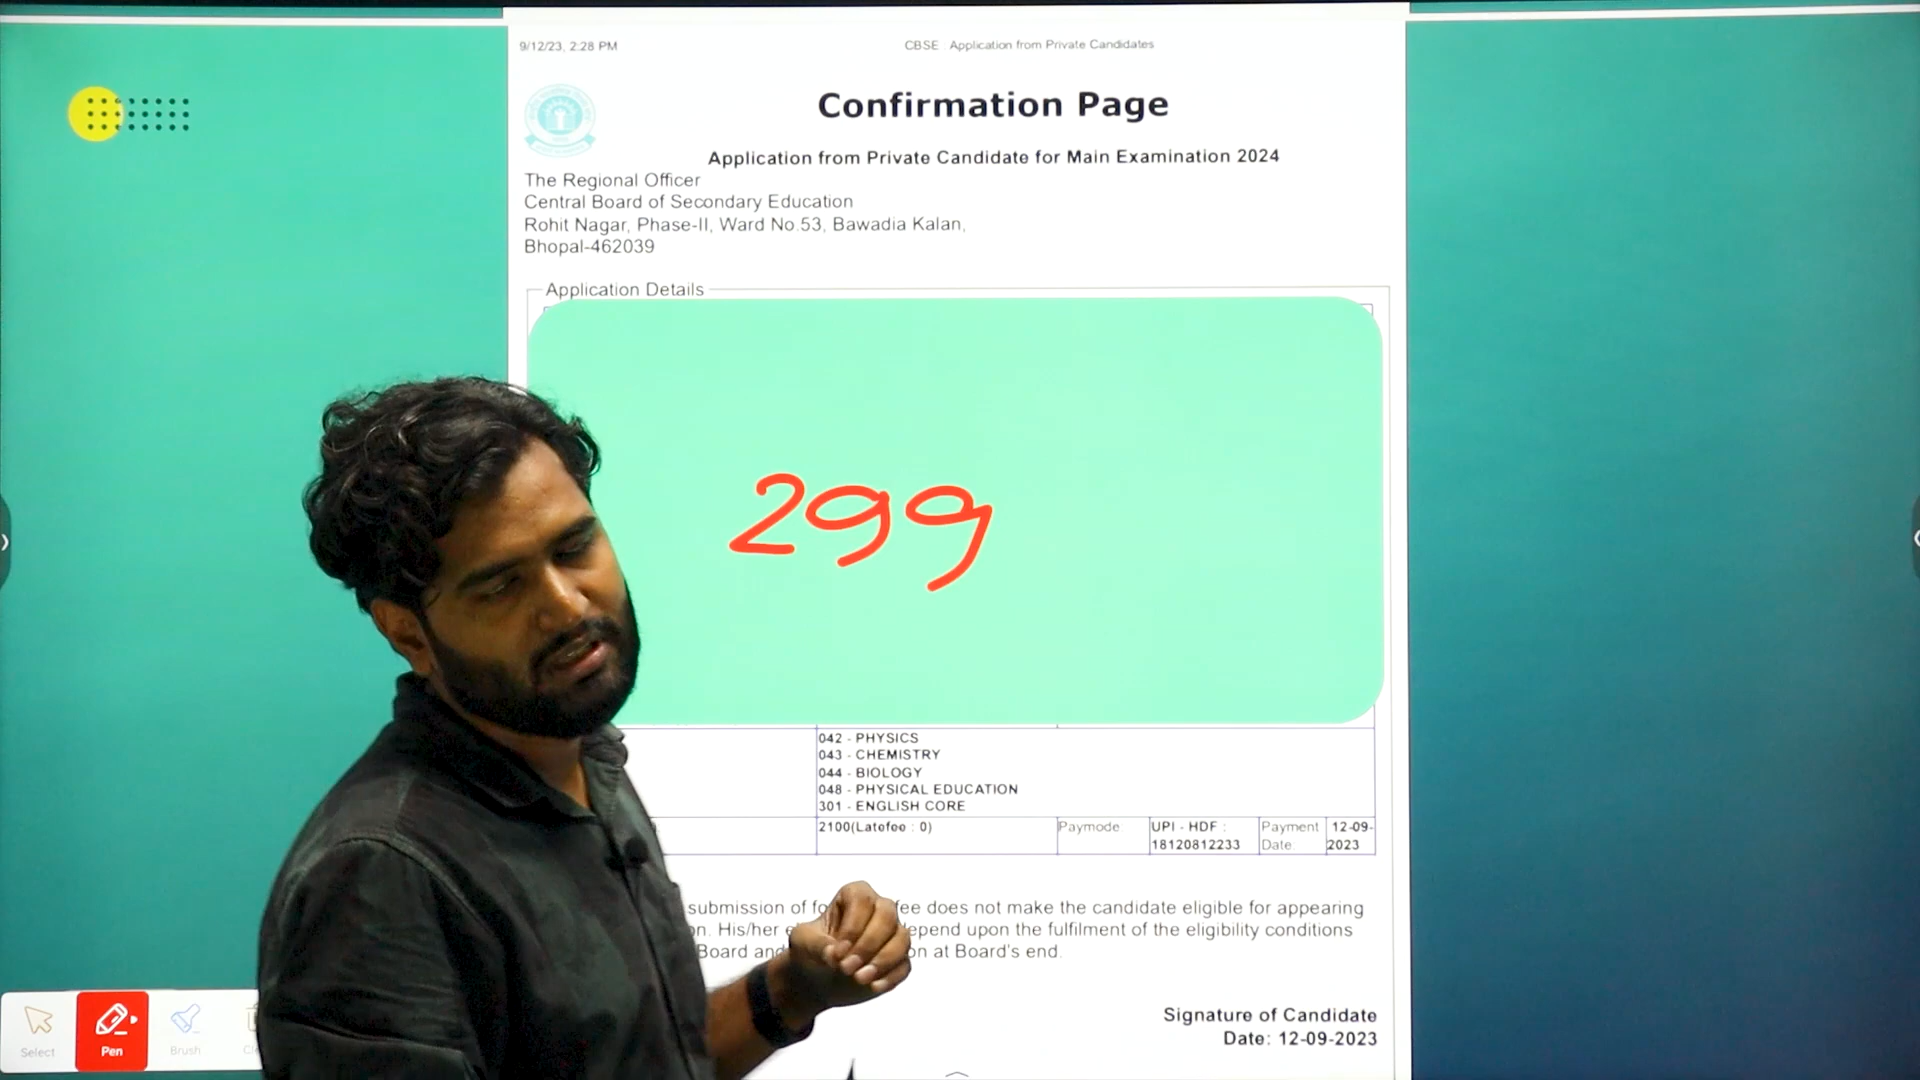 9/12/23, 2:28 PM
CBSE . Application from Private Candidates
Confirmation Page
Application from Private Candidate for Main Examination 2024
The Regional Officer
Central Board of Secondary Education
Rohit Nagar, Phase-II, Ward No.53, Bawadia Kalan,
Bhopal-462039
Application Details
299
042 - PHYSICS
043 - CHEMISTRY
044 - BIOLOGY
048 - PHYSICAL EDUCATION
301 - ENGLISH CORE
2100(Latefee : 0) Paymode UPI - HDF : 18120812233 Payment Date 12-09-2023
submission of fee does not make the candidate eligible for appearing
His/her depend upon the fulfilment of the eligibility conditions
Board and at Board's end.
Signature of Candidate
Date: 12-09-2023
Select
Pen
Brush